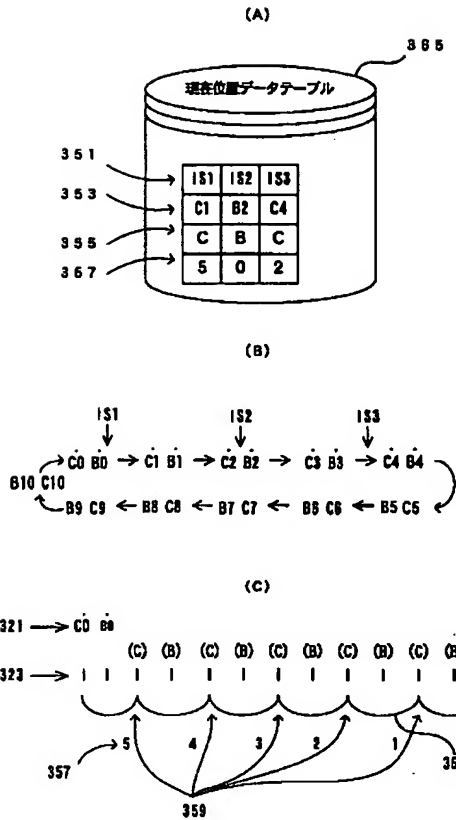 (A)
365
現在位置データテーブル
351
353
355
367
IS1 IS2 IS3
C1 B2 C4
C B C
5 0 2
(B)
IS1 IS2 IS3
C0 B0 → C1 B1 → C2 B2 → C3 B3 → C4 B4
B10 C10
B9 C9 ← B8 C8 ← B7 C7 ← B6 C6 ← B5 C5
(C)
321 → C0 B0
(C) (B) (C) (B) (C) (B) (C) (B) (C) (B
323 →
5 4 3 2 1
357
36
359